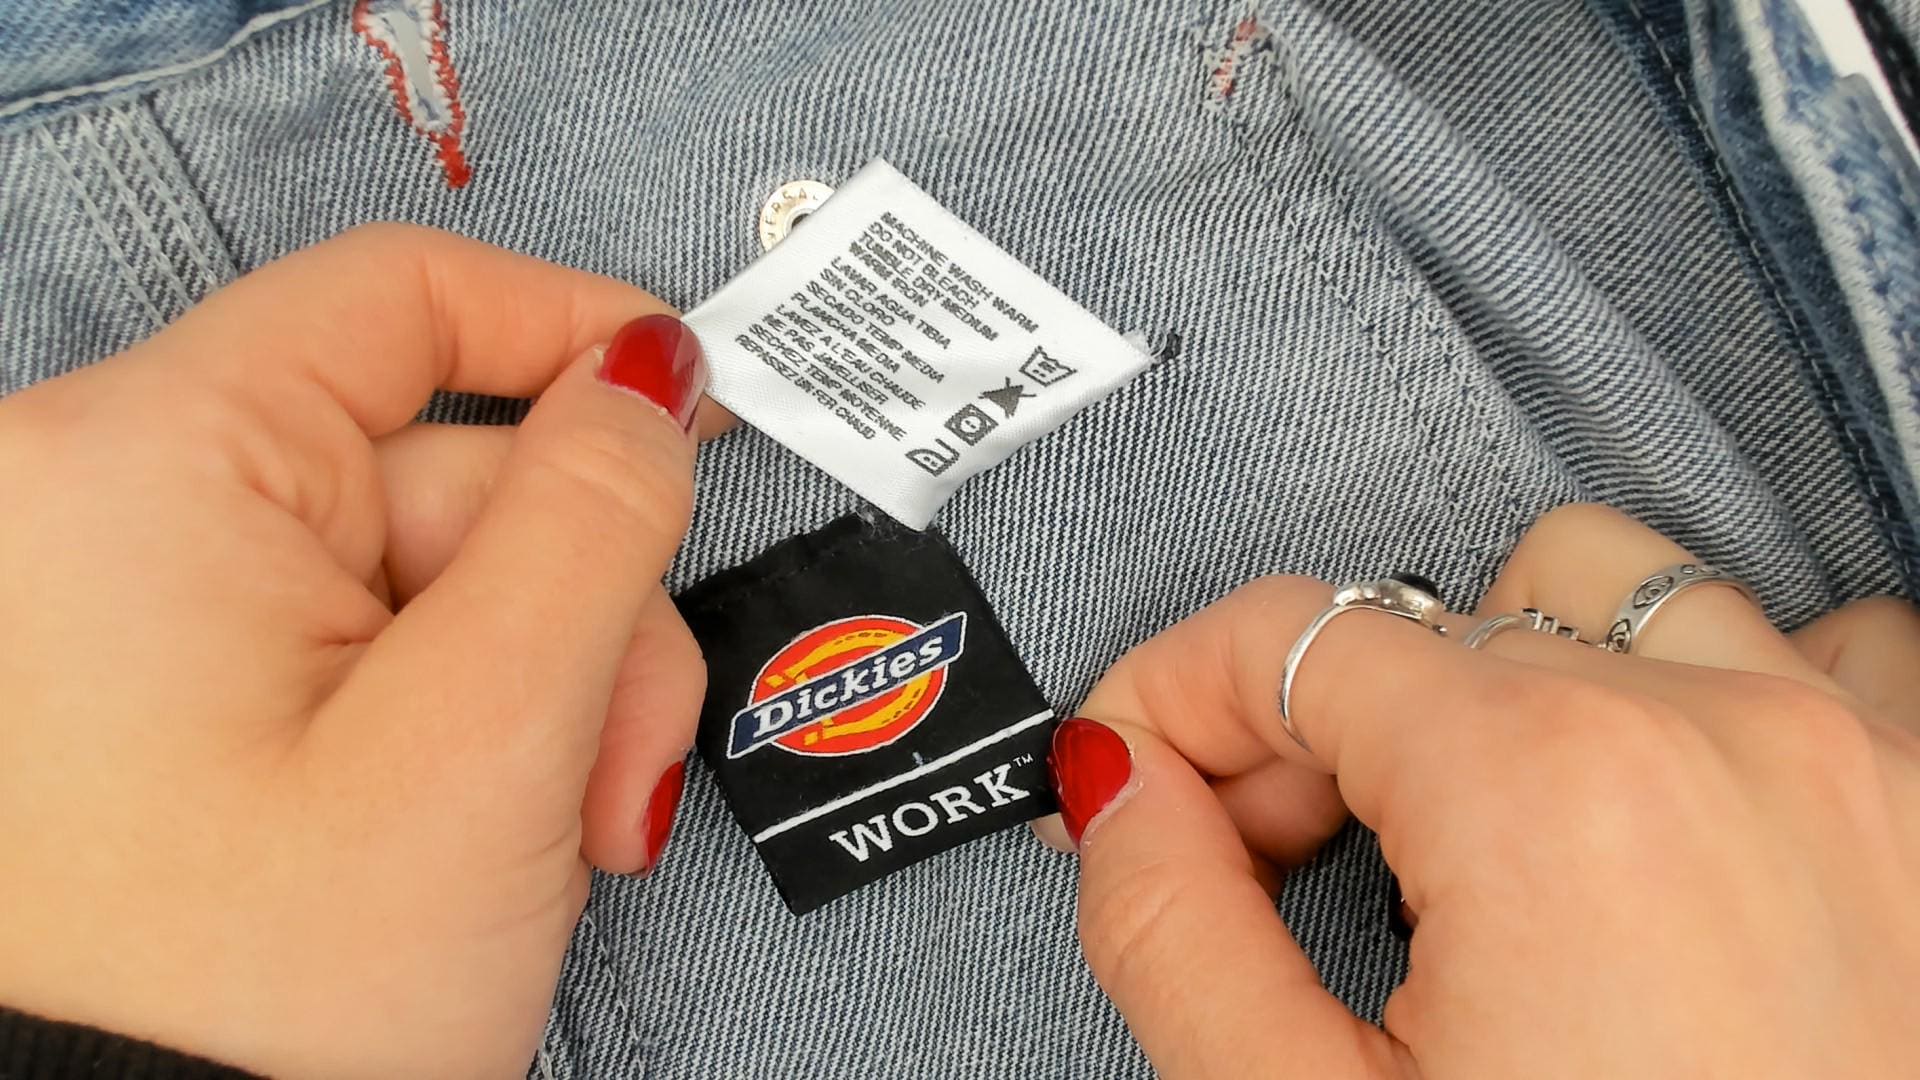 VERSAL
MACHINE WASH WARM
DO NOT BLEACH
TUMBLE DRY MEDIUM
WARM IRON
LAVAR AGUA TIBIA
SIN CLORO
SECADO TEMP MEDIA
PLANCHA MEDIA
LAVEZ A L'EAU CHAUDE
NE PAS JAVELLISER
SECHEZ TEMP MOYENNE
REPASSEZ UN FER CHAUD
Dickies
WORK™